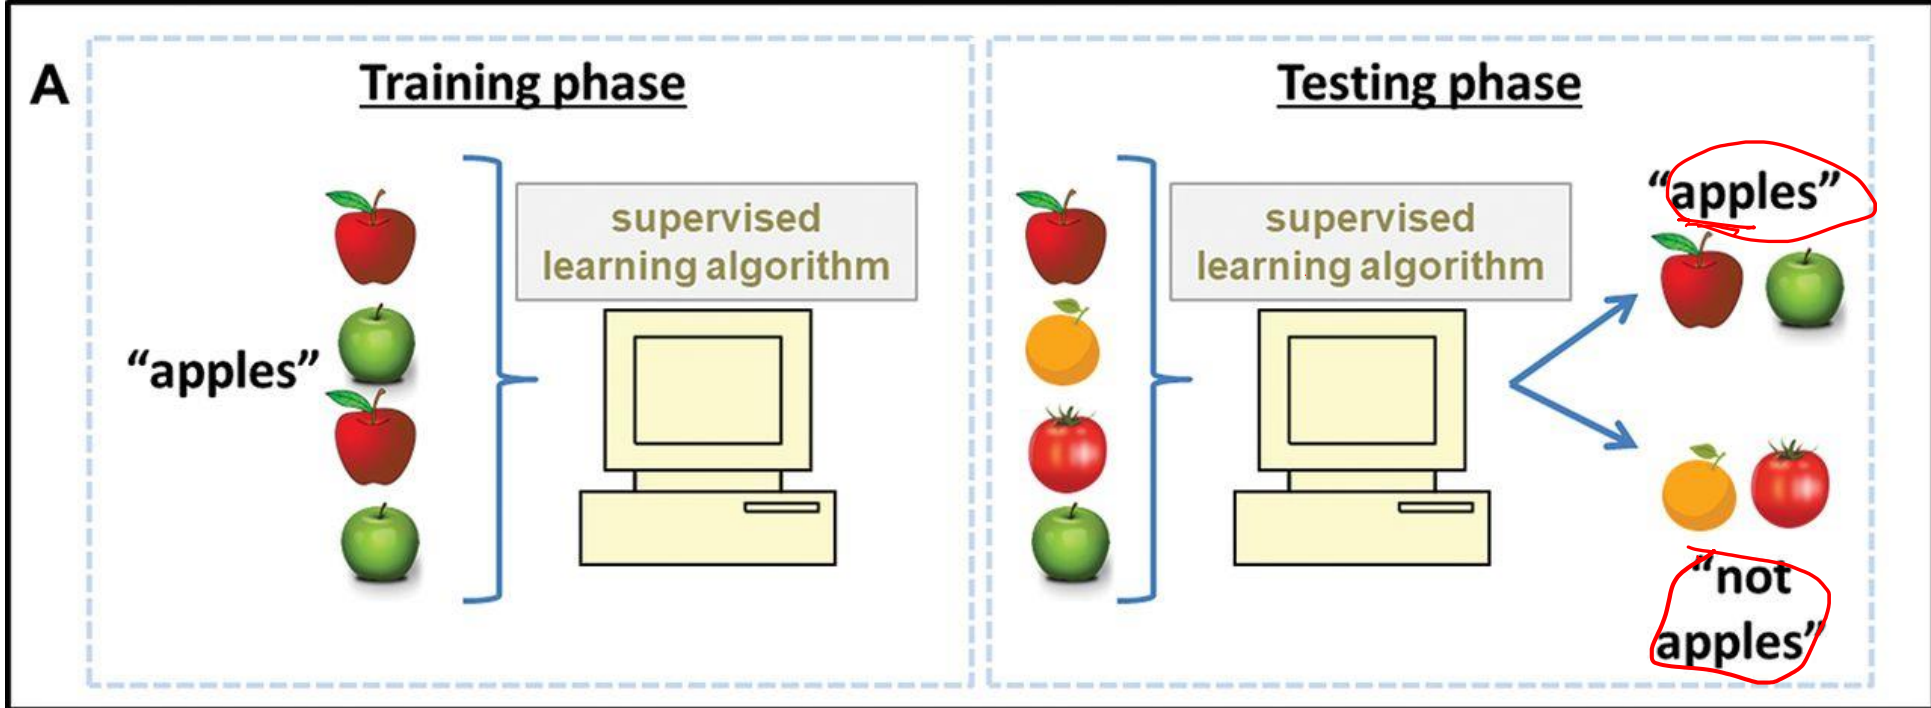 A
Training phase
"apples"
supervised
learning algorithm
Testing phase
supervised
learning algorithm
“apples”
“not
apples”